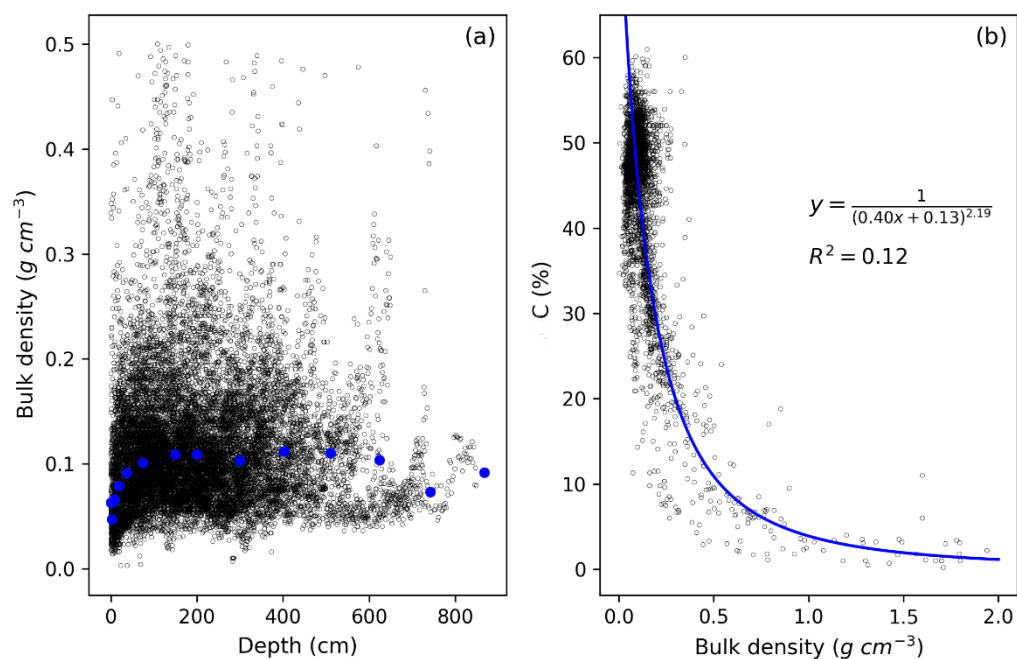 (a)
0.5
0.4
0.3
0.2
0.1
0.0
Bulk density (g cm⁻³)
0
200
400
600
800
Depth (cm)
(b)
60
50
40
30
20
10
0
C (%)
y = 1/(0.40x + 0.13)^2.19
R² = 0.12
0.0
0.5
1.0
1.5
2.0
Bulk density (g cm⁻³)